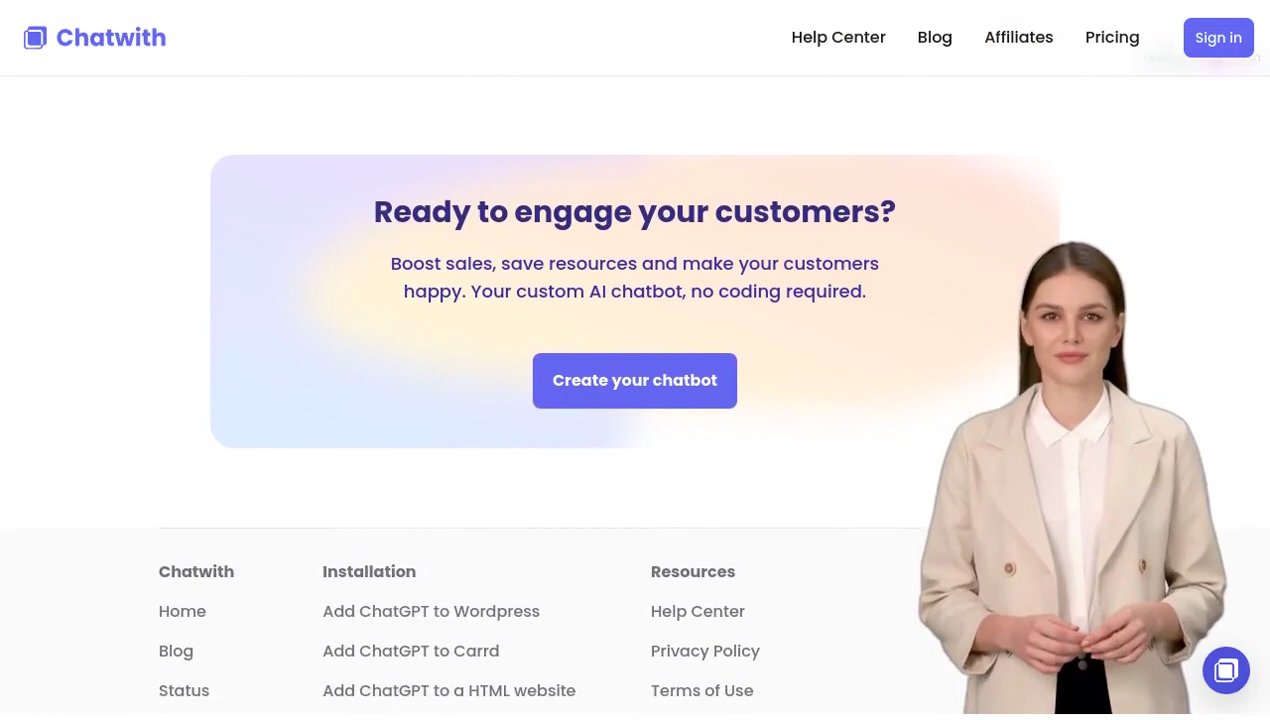 Chatwith
Help Center
Blog
Affiliates
Pricing
Sign in
Ready to engage your customers?
Boost sales, save resources and make your customers
happy. Your custom AI chatbot, no coding required.
Create your chatbot
Chatwith
Home
Blog
Status
Installation
Add ChatGPT to Wordpress
Add ChatGPT to Carrd
Add ChatGPT to a HTML website
Resources
Help Center
Privacy Policy
Terms of Use